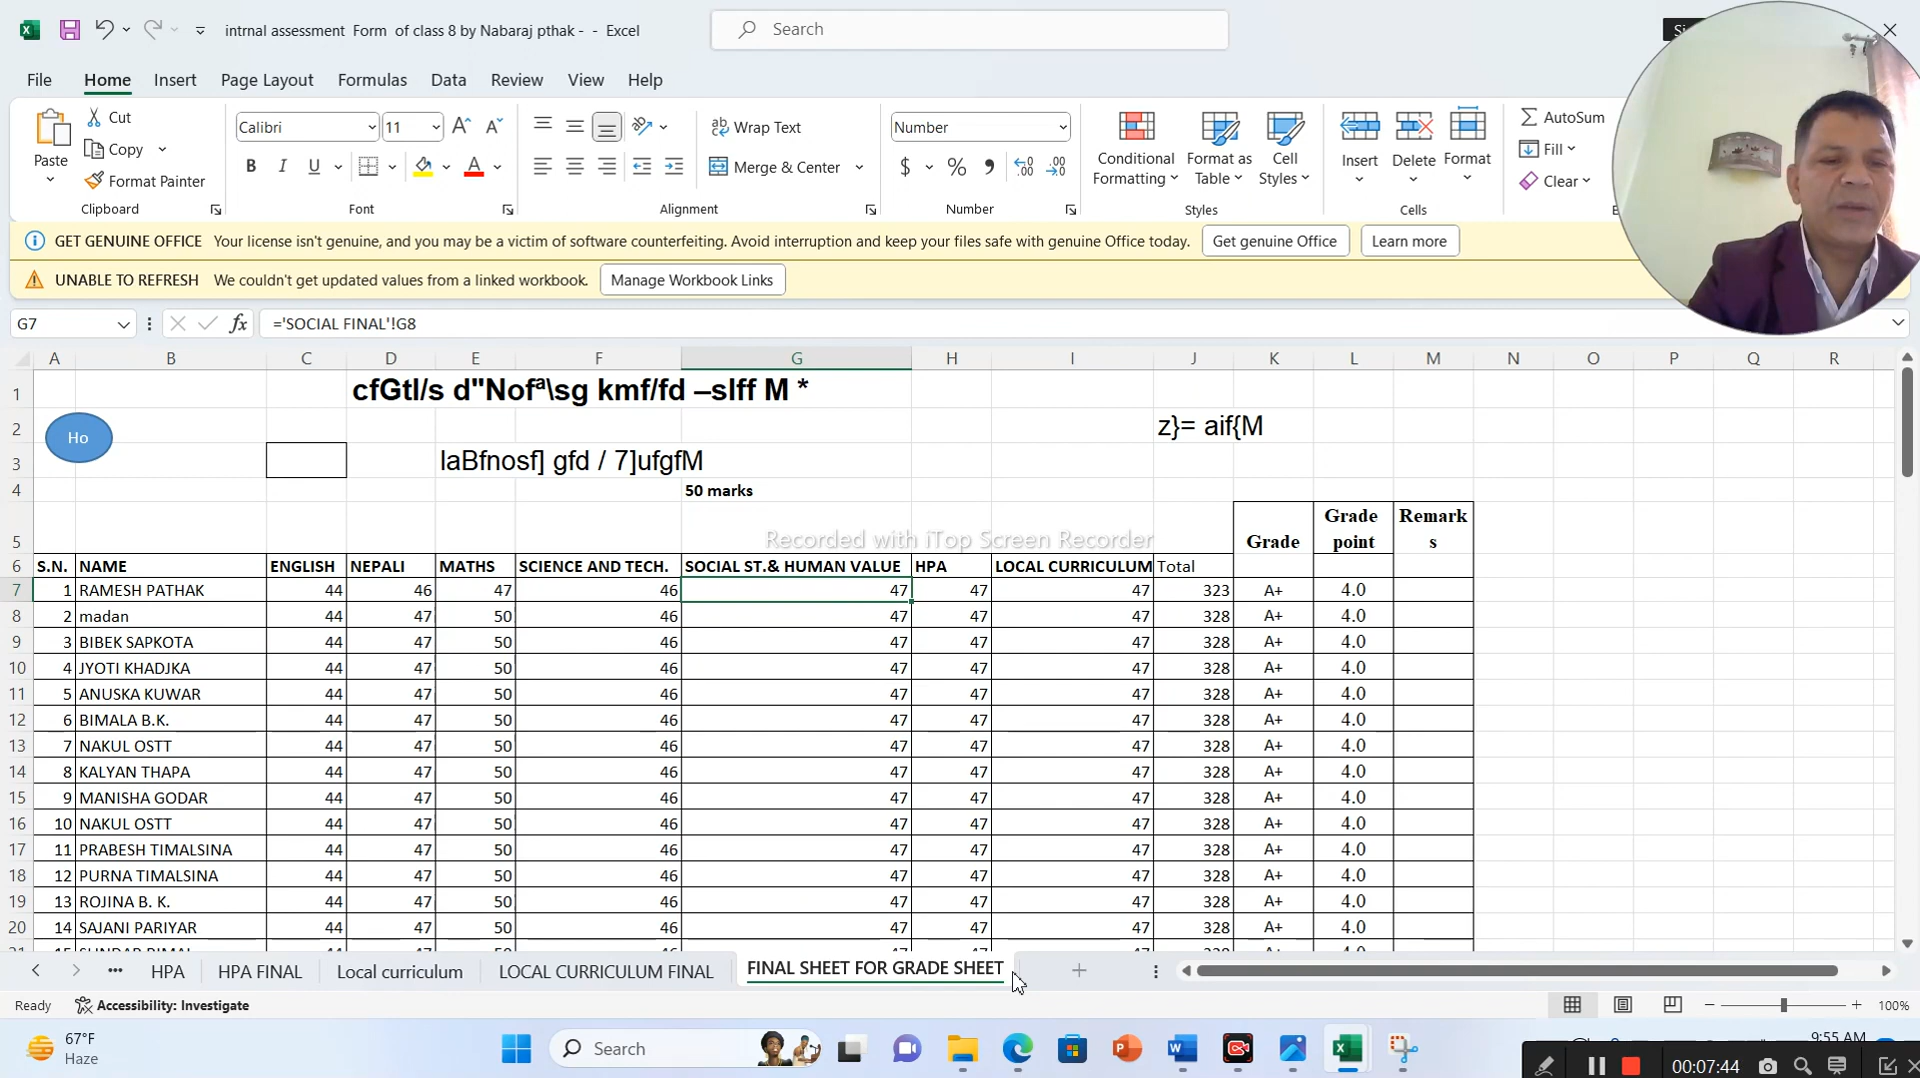 intrnal assessment Form of class 8 by Nabaraj pthak - - Excel
Search
File Home Insert Page Layout Formulas Data Review View Help
Paste
Cut
Copy
Format Painter
Clipboard
Calibri 11
B I U
Font
Wrap Text
Merge & Center
Alignment
Number
$ % ,
Number
Conditional Formatting
Format as Table
Cell Styles
Styles
Insert Delete Format
Cells
AutoSum
Fill
Clear
GET GENUINE OFFICE Your license isn't genuine, and you may be a victim of software counterfeiting. Avoid interruption and keep your files safe with genuine Office today. Get genuine Office Learn more
UNABLE TO REFRESH We couldn't get updated values from a linked workbook. Manage Workbook Links
G7 fx ='SOCIAL FINAL'!G8
A B C D E F G H I J K L M N O P Q R
1 cfGtl/s d"Nofª\sg kmf/fd –sIff M *
2 Ho z}= aif{M
3 laBfnosf] gfd / 7]ufgfM
4 50 marks
5 Grade Grade point Remarks
Recorded with iTop Screen Recorder
6 S.N. NAME ENGLISH NEPALI MATHS SCIENCE AND TECH. SOCIAL ST.& HUMAN VALUE HPA LOCAL CURRICULUM Total
7 1 RAMESH PATHAK 44 46 47 46 47 47 47 323 A+ 4.0
8 2 madan 44 47 50 46 47 47 47 328 A+ 4.0
9 3 BIBEK SAPKOTA 44 47 50 46 47 47 47 328 A+ 4.0
10 4 JYOTI KHADJKA 44 47 50 46 47 47 47 328 A+ 4.0
11 5 ANUSKA KUWAR 44 47 50 46 47 47 47 328 A+ 4.0
12 6 BIMALA B.K. 44 47 50 46 47 47 47 328 A+ 4.0
13 7 NAKUL OSTT 44 47 50 46 47 47 47 328 A+ 4.0
14 8 KALYAN THAPA 44 47 50 46 47 47 47 328 A+ 4.0
15 9 MANISHA GODAR 44 47 50 46 47 47 47 328 A+ 4.0
16 10 NAKUL OSTT 44 47 50 46 47 47 47 328 A+ 4.0
17 11 PRABESH TIMALSINA 44 47 50 46 47 47 47 328 A+ 4.0
18 12 PURNA TIMALSINA 44 47 50 46 47 47 47 328 A+ 4.0
19 13 ROJINA B. K. 44 47 50 46 47 47 47 328 A+ 4.0
20 14 SAJANI PARIYAR 44 47 50 46 47 47 47 328 A+ 4.0
HPA HPA FINAL Local curriculum LOCAL CURRICULUM FINAL FINAL SHEET FOR GRADE SHEET
Ready Accessibility: Investigate 100%
67°F
Haze
Search
9:55 AM
00:07:44